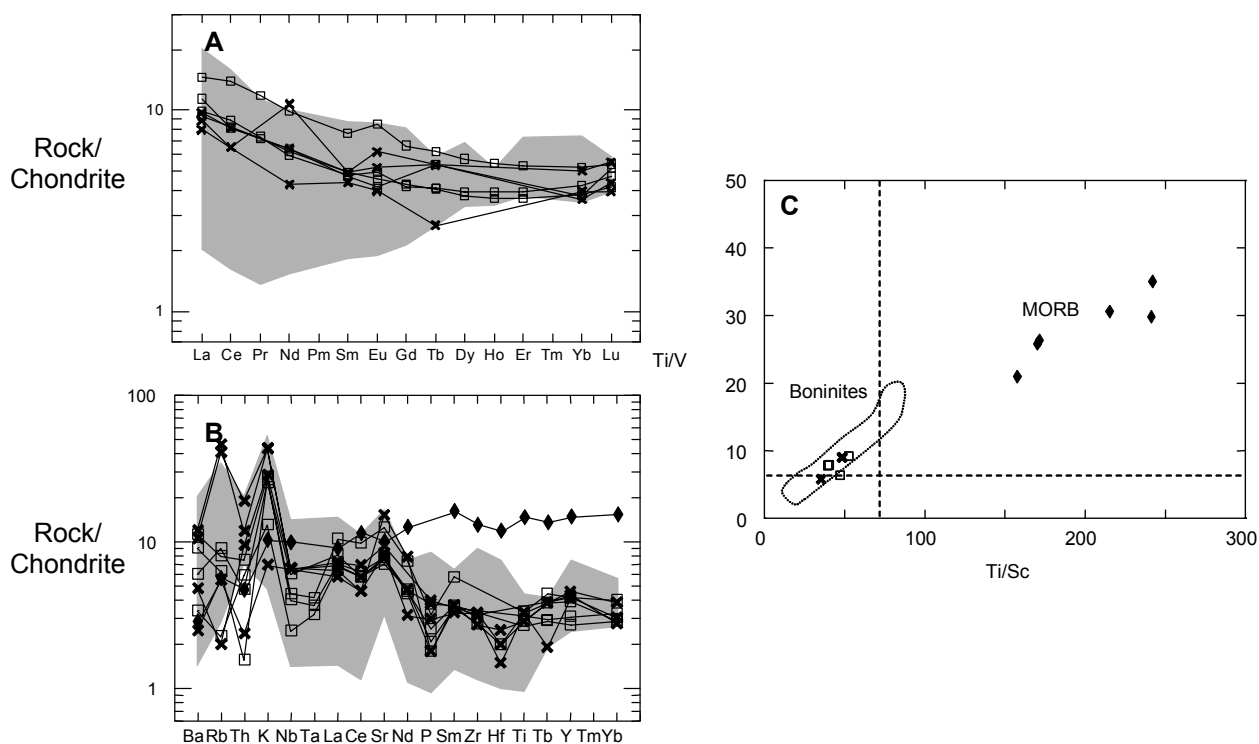 A
10
1
Rock/
Chondrite
La Ce Pr Nd Pm Sm Eu Gd Tb Dy Ho Er Tm Yb Lu
B
100
10
1
Rock/
Chondrite
Ba Rb Th K Nb Ta La Ce Sr Nd P Sm Zr Hf Ti Tb Y Tm Yb
C
Ti/V
50
40
30
20
10
0
MORB
Boninites
0 100 200 300
Ti/Sc